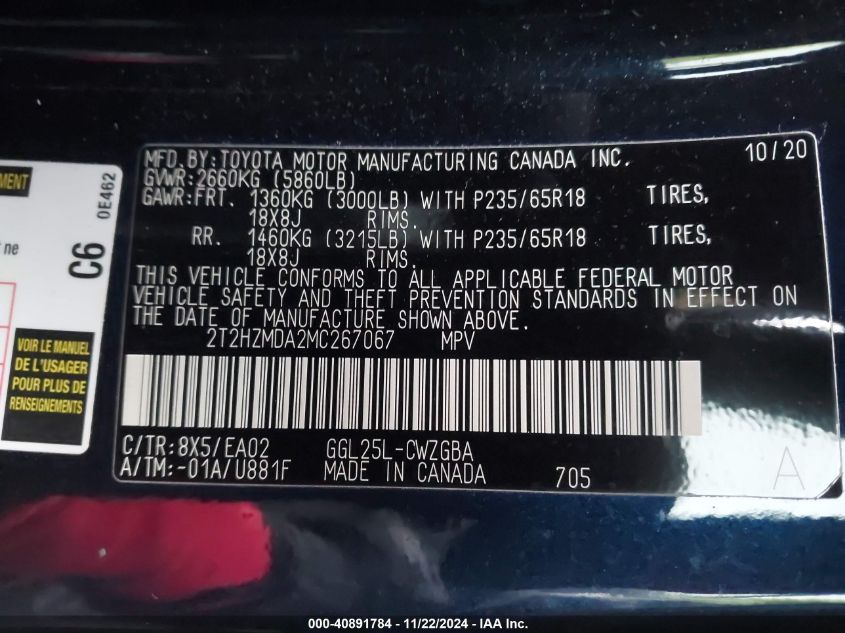 MFD.BY:TOYOTA MOTOR MANUFACTURING CANADA INC. 10/20
GVWR:2660KG (5860LB)
GAWR:FRT. 1360KG (3000LB) WITH P235/65R18 TIRES,
18X8J RIMS.
RR. 1460KG (3215LB) WITH P235/65R18 TIRES,
18X8J RIMS.
THIS VEHICLE CONFORMS TO ALL APPLICABLE FEDERAL MOTOR
VEHICLE SAFETY AND THEFT PREVENTION STANDARDS IN EFFECT ON
THE DATE OF MANUFACTURE SHOWN ABOVE.
2T2HZMDA2MC267067 MPV
C/TR:8X5/EA02 GGL25L-CWZGBA
A/TM:-01A/U881F MADE IN CANADA 705 A
EMENT
ne
C6 0E462
VOIR LE MANUEL
DE L'USAGER
POUR PLUS DE
RENSEIGNEMENTS
000-40891784 - 11/22/2024 - IAA Inc.